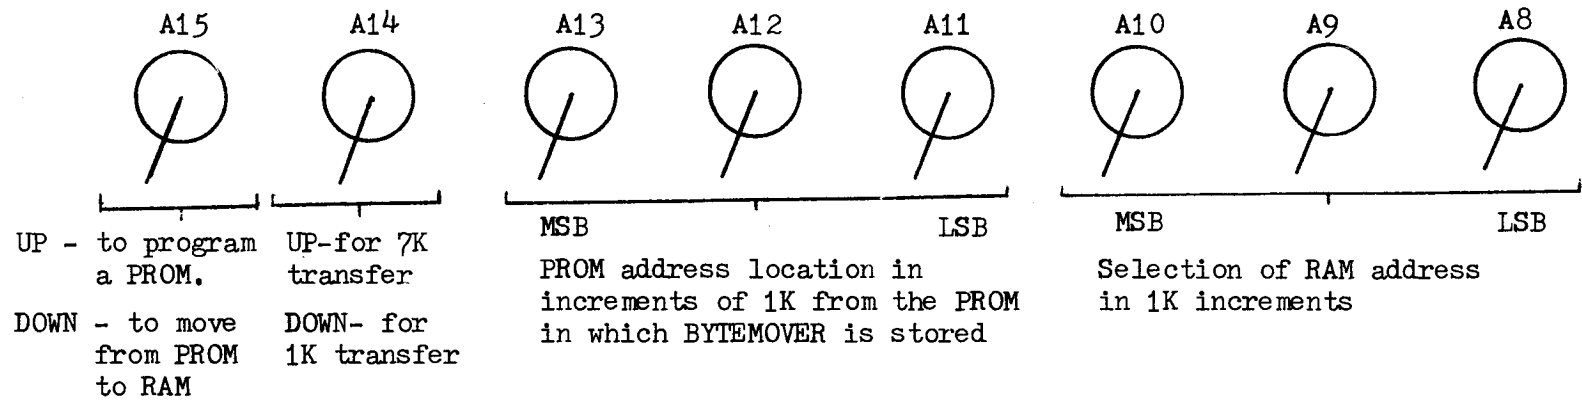 A15 A14 A13 A12 A11 A10 A9 A8
MSB LSB MSB LSB
UP - to program
a PROM.
DOWN - to move
from PROM
to RAM
UP-for 7K
transfer
DOWN- for
1K transfer
PROM address location in
increments of 1K from the PROM
in which BYTEMOVER is stored
Selection of RAM address
in 1K increments